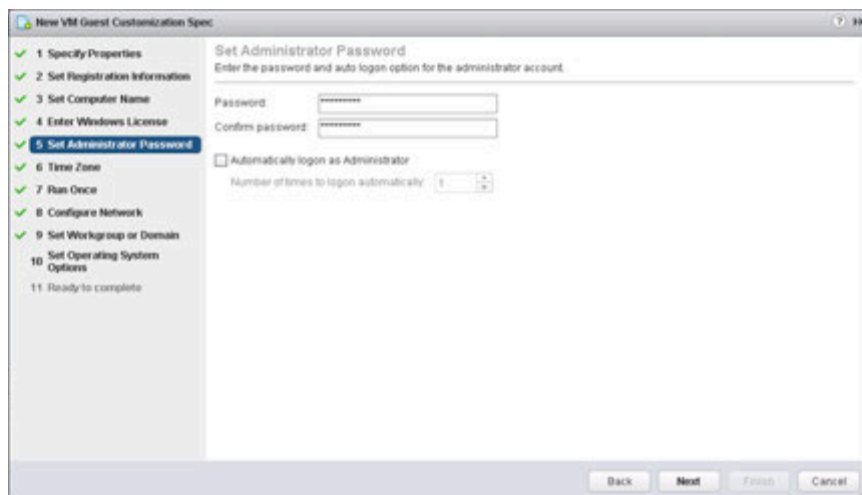 New VM Guest Customization Spec
1 Specify Properties
2 Set Registration Information
3 Set Computer Name
4 Enter Windows License
5 Set Administrator Password
6 Time Zone
7 Run Once
8 Configure Network
9 Set Workgroup or Domain
10 Set Operating System
Options
11 Ready to complete
Set Administrator Password
Enter the password and auto logon option for the administrator account.
Password: **********
Confirm password: **********
Automatically logon as Administrator
Number of times to logon automatically: 1
Back Next Finish Cancel